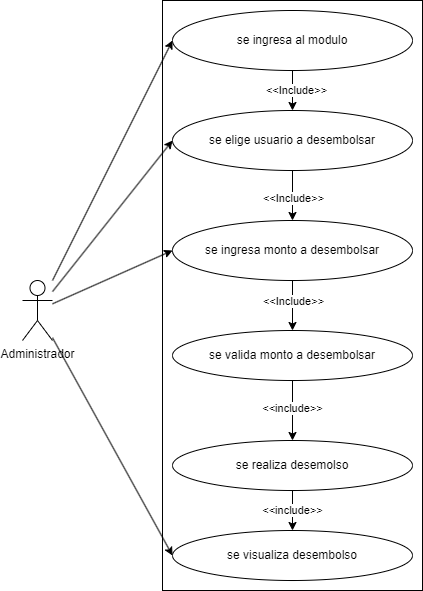 se ingresa al modulo
<<Include>>
se elige usuario a desembolsar
<<Include>>
se ingresa monto a desembolsar
<<Include>>
Administrador
se valida monto a desembolsar
<<include>>
se realiza desemolso
<<include>>
se visualiza desembolso